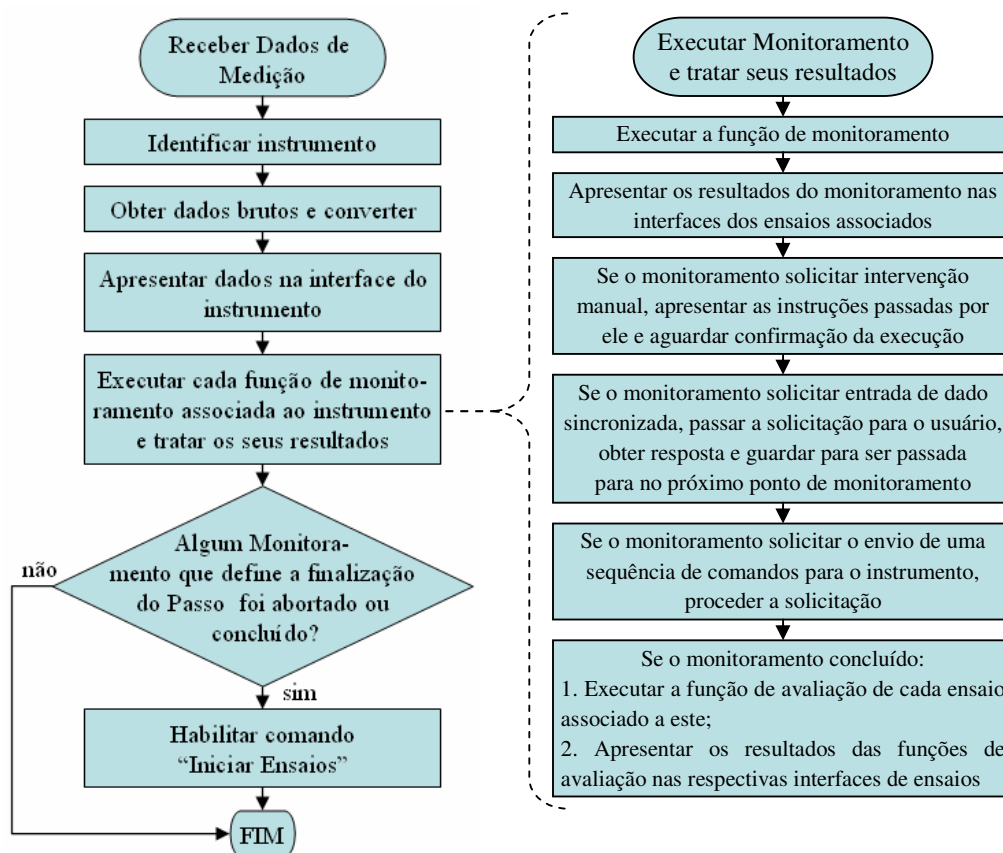 Receber Dados de
Medição
Identificar instrumento
Obter dados brutos e converter
Apresentar dados na interface do
instrumento
Executar cada função de monito-
ramento associada ao instrumento
e tratar os seus resultados
Algum Monitora-
mento que define a finalização
do Passo foi abortado ou
concluído?
não
sim
Habilitar comando
“Iniciar Ensaios”
FIM
Executar Monitoramento
e tratar seus resultados
Executar a função de monitoramento
Apresentar os resultados do monitoramento nas
interfaces dos ensaios associados
Se o monitoramento solicitar intervenção
manual, apresentar as instruções passadas por
ele e aguardar confirmação da execução
Se o monitoramento solicitar entrada de dado
sincronizada, passar a solicitação para o usuário,
obter resposta e guardar para ser passada
para no próximo ponto de monitoramento
Se o monitoramento solicitar o envio de uma
sequência de comandos para o instrumento,
proceder a solicitação
Se o monitoramento concluído:
1. Executar a função de avaliação de cada ensaio
associado a este;
2. Apresentar os resultados das funções de
avaliação nas respectivas interfaces de ensaios